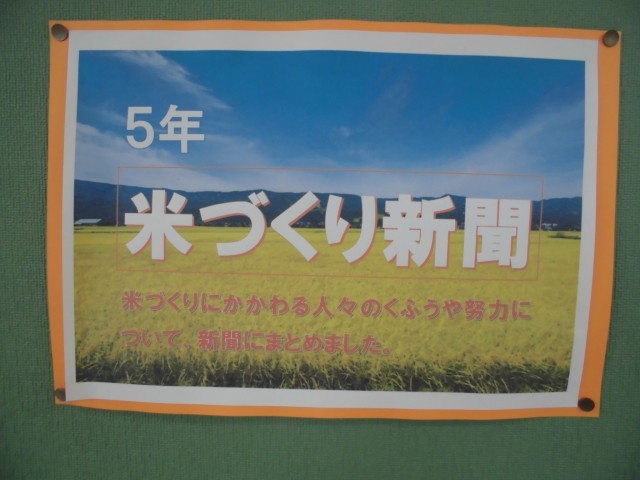 5年
米づくり新聞
米づくりにかかわる人々のくふうや努力に
ついて、新聞にまとめました。